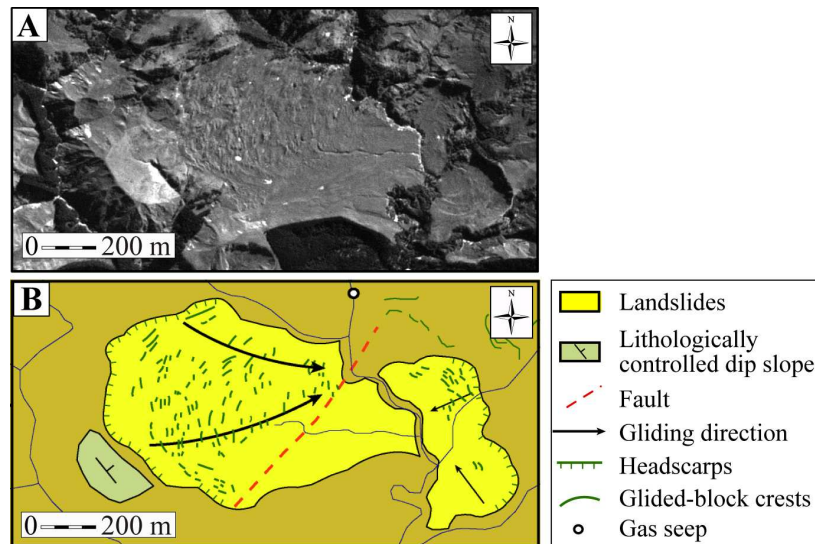 A
N
0 200 m
B
N
0 200 m
Landslides
Lithologically
controlled dip slope
Fault
Gliding direction
Headscarps
Glided-block crests
Gas seep